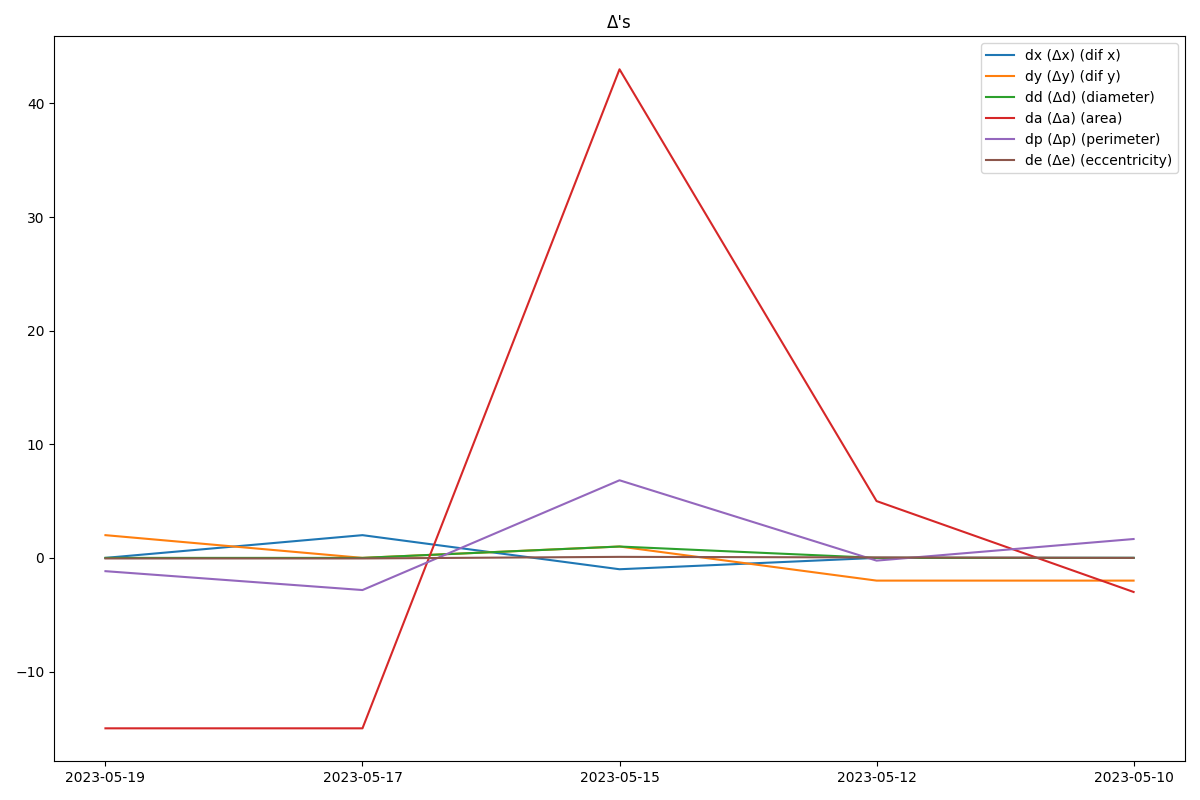 Δ's
dx (Δx) (dif x)
dy (Δy) (dif y)
dd (Δd) (diameter)
da (Δa) (area)
dp (Δp) (perimeter)
de (Δe) (eccentricity)
40
30
20
10
0
−10
2023-05-19 2023-05-17 2023-05-15 2023-05-12 2023-05-10